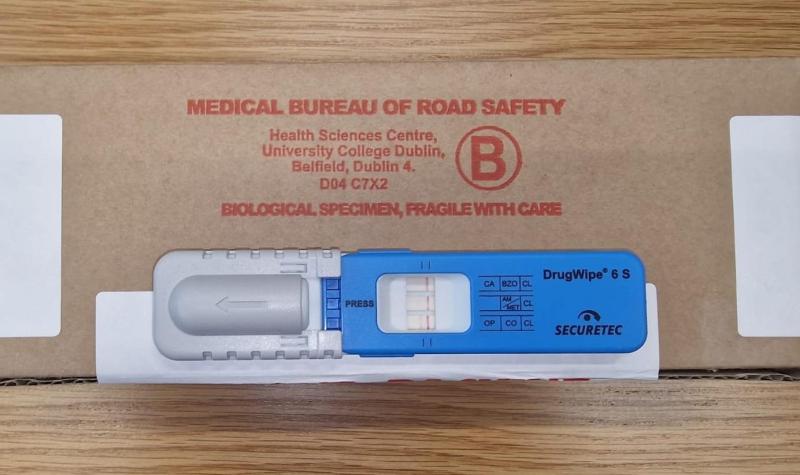 MEDICAL BUREAU OF ROAD SAFETY
Health Sciences Centre,
University College Dublin,
Belfield, Dublin 4.
D04 C7X2
B
BIOLOGICAL SPECIMEN, FRAGILE WITH CARE
PRESS
DrugWipe® 6 S
CA BZO CL
AM/MET CL
OP CO CL
SECURETEC